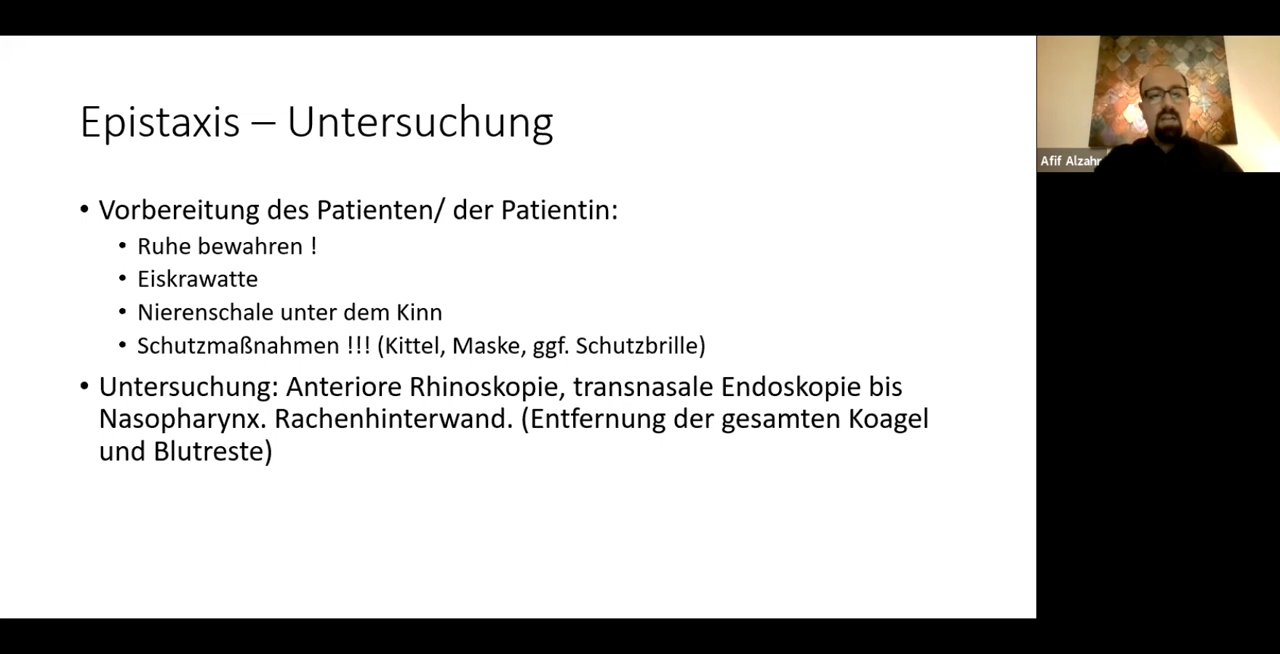 Epistaxis – Untersuchung
• Vorbereitung des Patienten/ der Patientin:
• Ruhe bewahren !
• Eiskrawatte
• Nierenschale unter dem Kinn
• Schutzmaßnahmen !!! (Kittel, Maske, ggf. Schutzbrille)
• Untersuchung: Anteriore Rhinoskopie, transnasale Endoskopie bis
Nasopharynx. Rachenhinterwand. (Entfernung der gesamten Koagel
und Blutreste)
Afif Alzahr